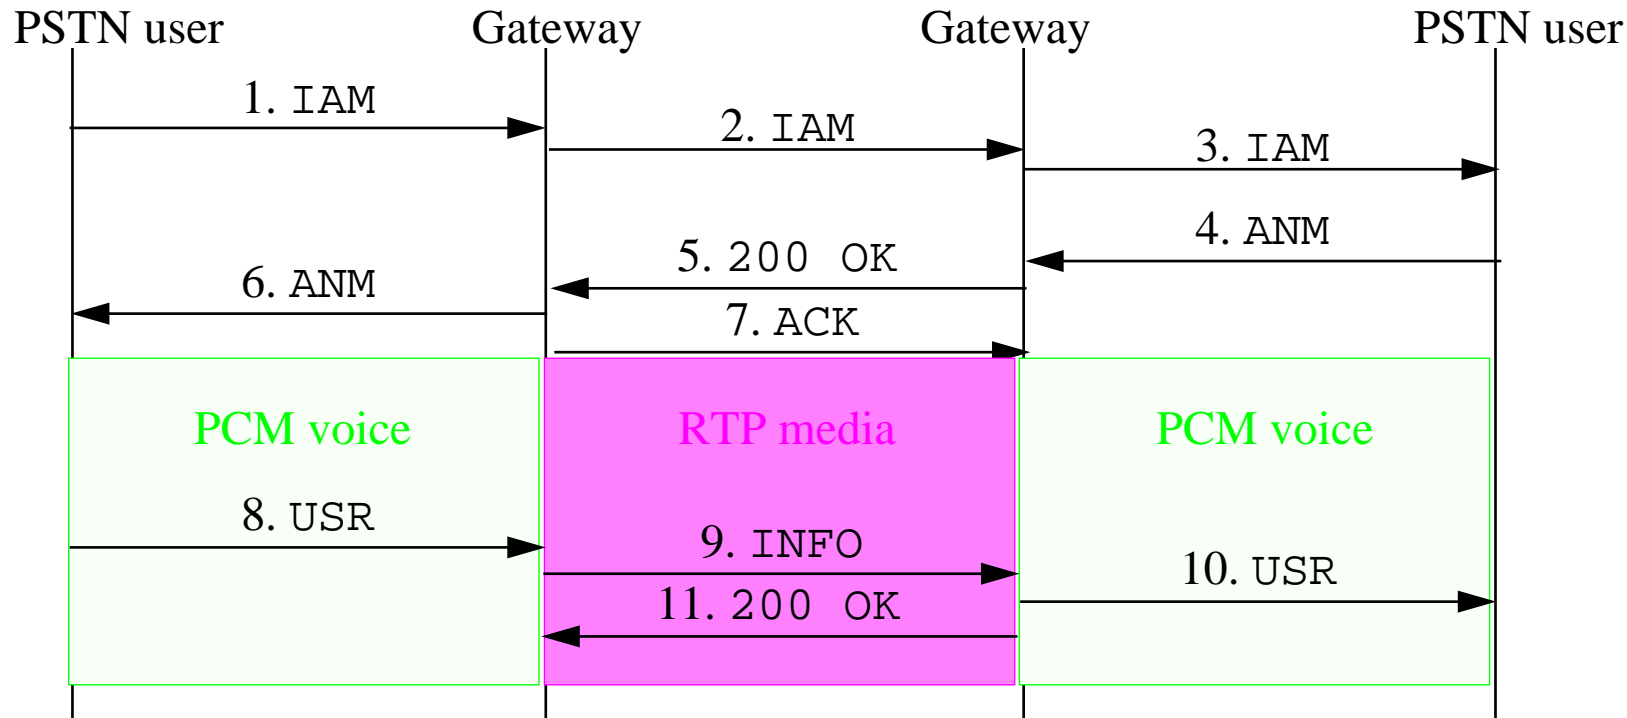 PSTN user
Gateway
Gateway
PSTN user
1. IAM
2. IAM
3. IAM
4. ANM
5. 200 OK
6. ANM
7. ACK
PCM voice
RTP media
PCM voice
8. USR
9. INFO
10. USR
11. 200 OK